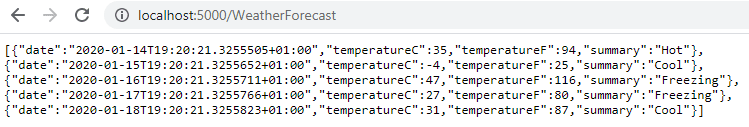 localhost:5000/WeatherForecast
[{"date":"2020-01-14T19:20:21.3255505+01:00","temperatureC":35,"temperatureF":94,"summary":"Hot"},
{"date":"2020-01-15T19:20:21.3255652+01:00","temperatureC":-4,"temperatureF":25,"summary":"Cool"},
{"date":"2020-01-16T19:20:21.3255711+01:00","temperatureC":47,"temperatureF":116,"summary":"Freezing"},
{"date":"2020-01-17T19:20:21.3255766+01:00","temperatureC":27,"temperatureF":80,"summary":"Freezing"},
{"date":"2020-01-18T19:20:21.3255823+01:00","temperatureC":31,"temperatureF":87,"summary":"Cool"}]